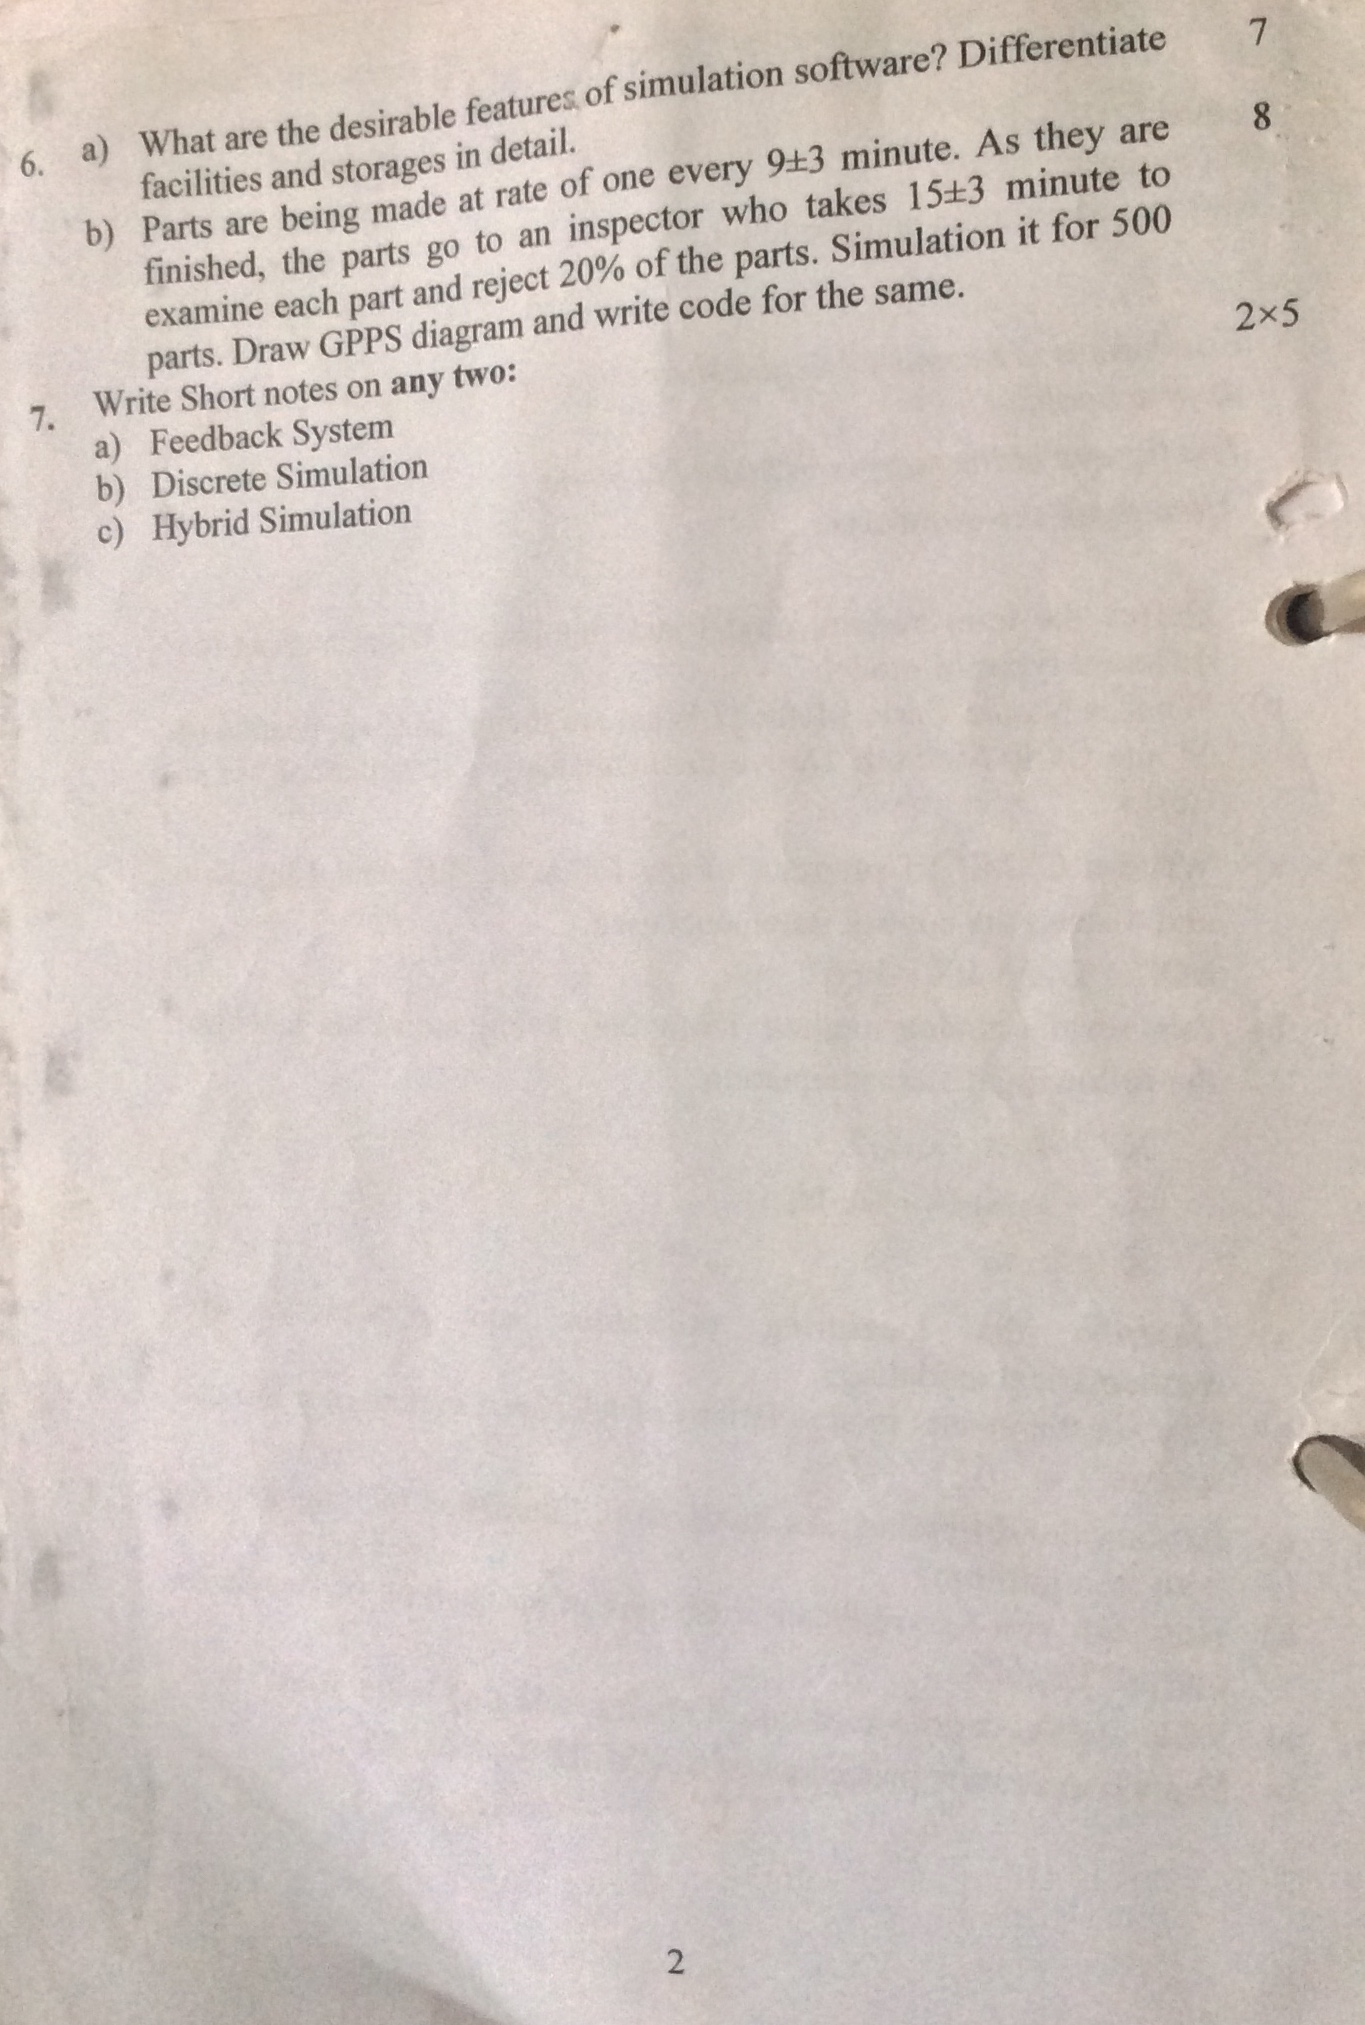 6. a) What are the desirable features of simulation software? Differentiate 7
facilities and storages in detail.
b) Parts are being made at rate of one every 9±3 minute. As they are 8
finished, the parts go to an inspector who takes 15±3 minute to
examine each part and reject 20% of the parts. Simulation it for 500
parts. Draw GPPS diagram and write code for the same.
7. Write Short notes on any two: 2×5
a) Feedback System
b) Discrete Simulation
c) Hybrid Simulation
2